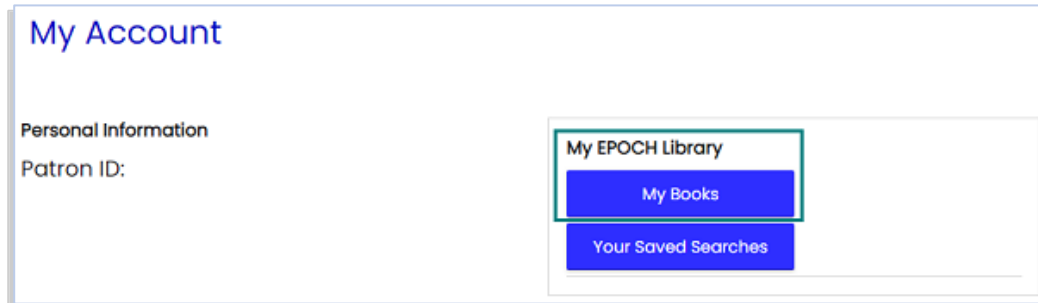 My Account
Personal Information
Patron ID:
My EPOCH Library
My Books
Your Saved Searches